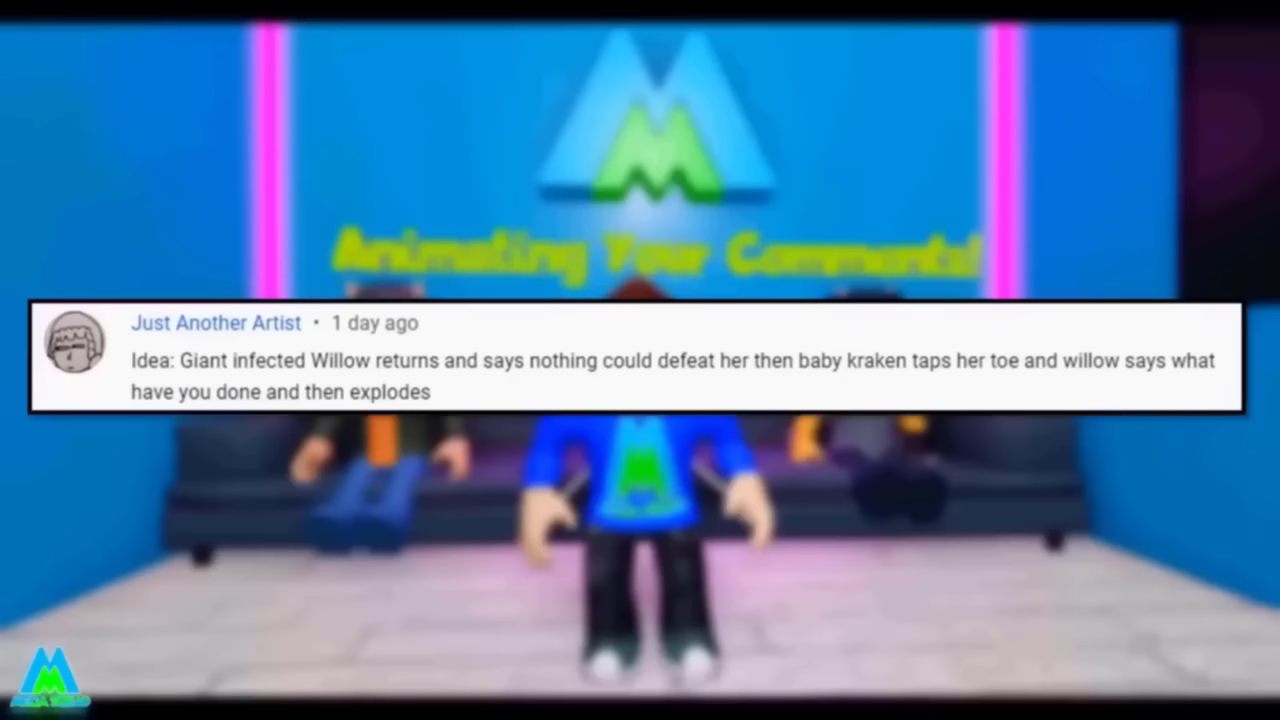 Animating Your Comments!
Just Another Artist • 1 day ago
Idea: Giant infected Willow returns and says nothing could defeat her then baby kraken taps her toe and willow says what
have you done and then explodes